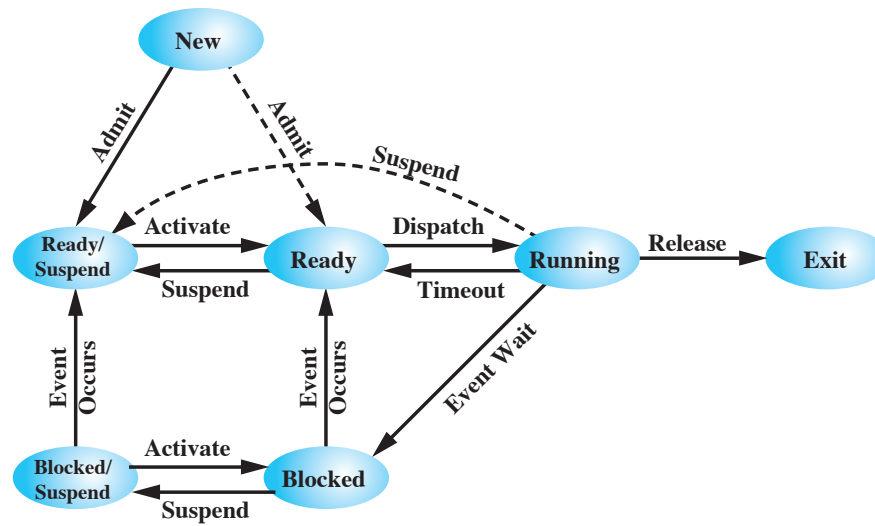 New
Admit
Admit
Suspend
Ready/
Suspend
Activate
Suspend
Ready
Dispatch
Timeout
Running
Release
Exit
Event
Occurs
Event
Occurs
Event Wait
Blocked/
Suspend
Activate
Suspend
Blocked